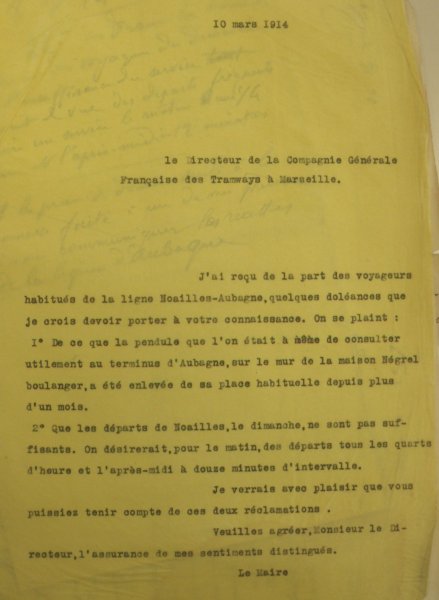 10 mars 1914
le Directeur de la Compagnie Générale
Française des Tramways à Marseille.
J'ai reçu de la part des voyageurs
habitués de la ligne Noailles-Aubagne,quelques doléances que
je crois devoir porter à votre connaissance. On se plaint :
I° De ce que la pendule que l'on était à même de consulter
utilement au terminus d'Aubagne,sur le mur de la maison Négrel
boulanger,a été enlevée de sa place habituelle depuis plus
d'un mois.
2° Que les départs de Noailles,le dimanche,ne sont pas suf-
fisants. On désirerait,pour le matin,des départs tous les quarts
d'heure et l'après-midi à douze minutes d'intervalle.
Je verrais avec plaisir que vous
puissiez tenir compte de ces deux réclamations .
Veuilles agréer,Monsieur le Di-
recteur,l'assurance de mes sentiments distingués.
Le Maire